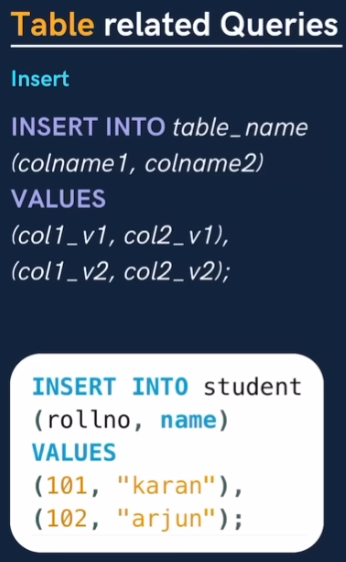 Table related Queries
Insert
INSERT INTO table_name
(colname1, colname2)
VALUES
(col1_v1, col2_v1),
(col1_v2, col2_v2);
INSERT INTO student
(rollno, name)
VALUES
(101, "karan"),
(102, "arjun");